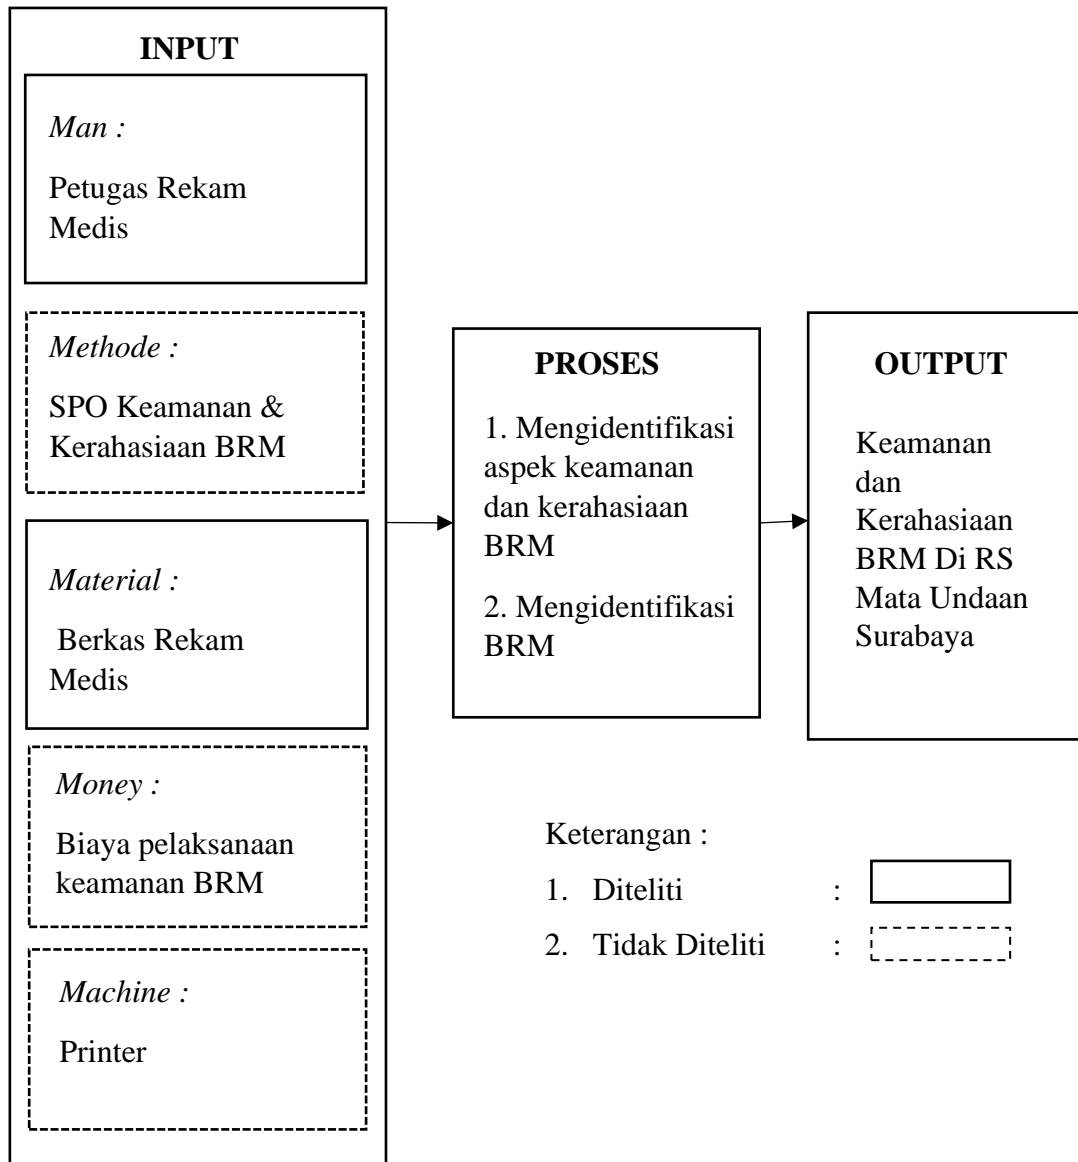 INPUT
Man :
Petugas Rekam
Medis
Methode :
SPO Keamanan &
Kerahasiaan BRM
Material :
Berkas Rekam
Medis
Money :
Biaya pelaksanaan
keamanan BRM
Machine :
Printer
PROSES
1. Mengidentifikasi
aspek keamanan
dan kerahasiaan
BRM
2. Mengidentifikasi
BRM
OUTPUT
Keamanan
dan
Kerahasiaan
BRM Di RS
Mata Undaan
Surabaya
Keterangan :
1. Diteliti :
2. Tidak Diteliti :